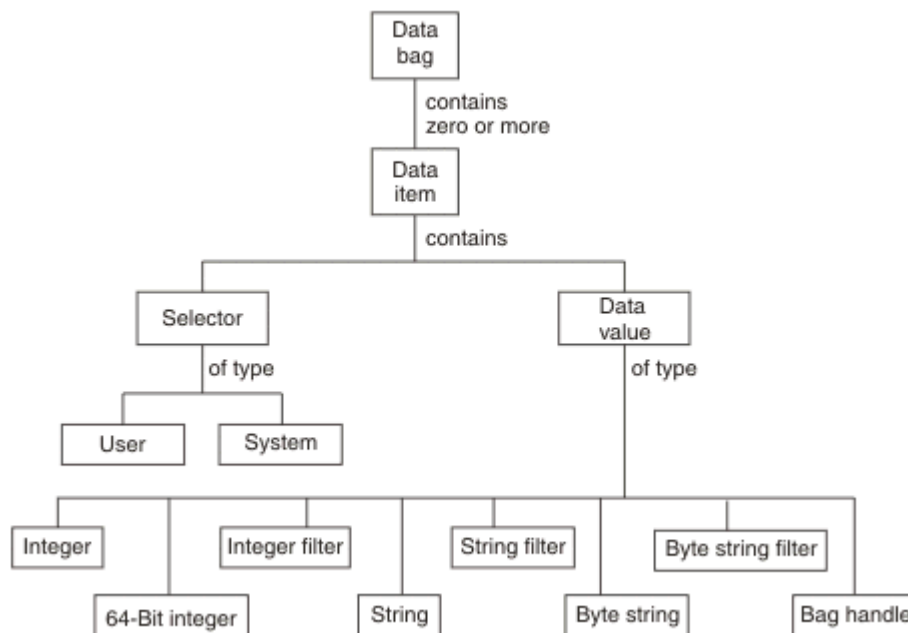 Data
bag
contains
zero or more
Data
item
contains
Selector
Data
value
of type
of type
User
System
Integer
Integer filter
String filter
Byte string filter
64-Bit integer
String
Byte string
Bag handle